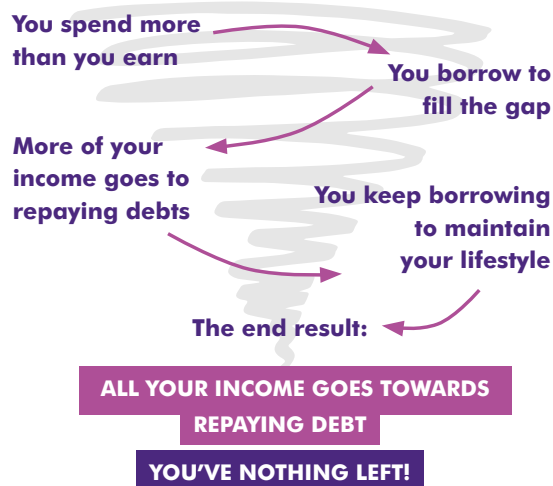 You spend more
than you earn
You borrow to
fill the gap
More of your
income goes to
repaying debts
You keep borrowing
to maintain
your lifestyle
The end result:
ALL YOUR INCOME GOES TOWARDS
REPAYING DEBT
YOU’VE NOTHING LEFT!